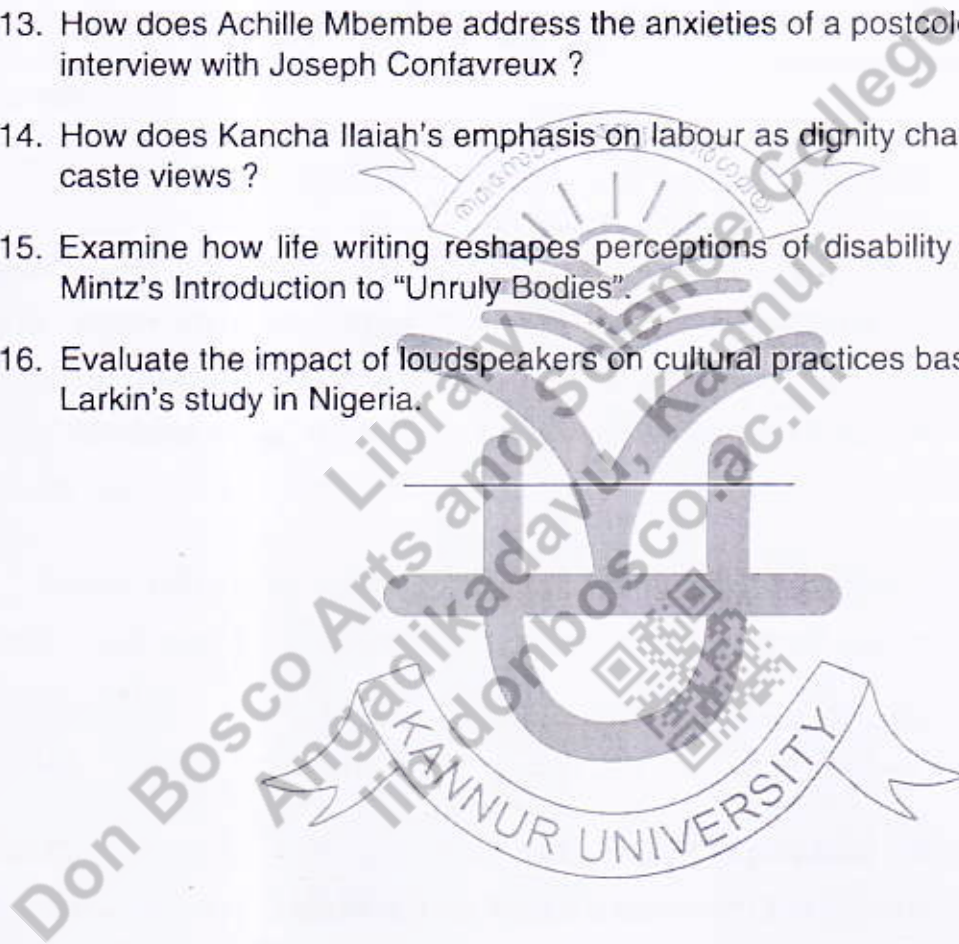 13. How does Achille Mbembe address the anxieties of a postcol
interview with Joseph Confavreux ?
14. How does Kancha Ilaiah's emphasis on labour as dignity cha
caste views ?
15. Examine how life writing reshapes perceptions of disability
Mintz's Introduction to “Unruly Bodies”.
16. Evaluate the impact of loudspeakers on cultural practices bas
Larkin's study in Nigeria.
Don Bosco Arts and Science College
Angadikadavu, Kannur
Library
lib.donbosco.ac.in
KANNUR UNIVERSITY